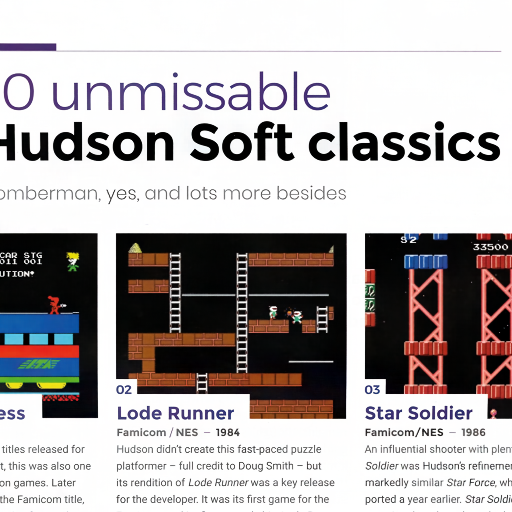 0 unmissable
Hudson Soft classics
omberman, yes, and lots more besides
CAR STG
011 001
UTION*
92
33500
02
03
ess
Lode Runner
Star Soldier
Famicom / NES – 1984
Famicom/NES – 1986
titles released for
t, this was also one
on games. Later
the Famicom title,
Hudson didn't create this fast-paced puzzle
platformer – full credit to Doug Smith – but
its rendition of Lode Runner was a key release
for the developer. It was its first game for the
An influential shooter with plen
Soldier was Hudson's refinemen
markedly similar Star Force, wh
ported a year earlier. Star Soldi